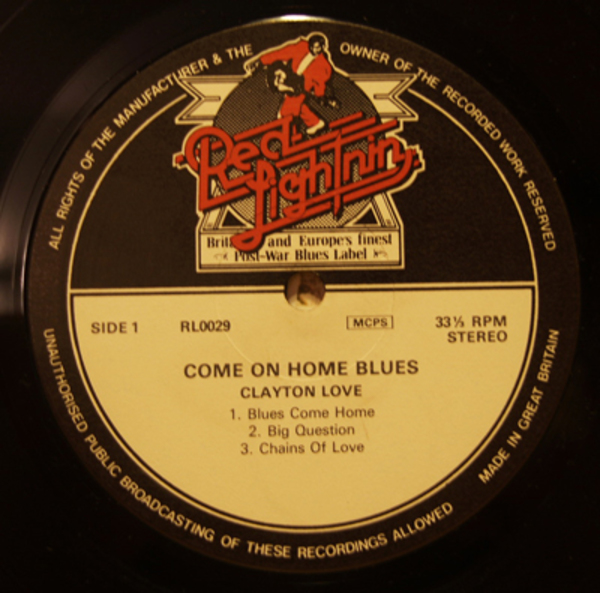 ALL RIGHTS OF THE MANUFACTURER & THE OWNER OF THE RECORDED WORK RESERVED
Red
Lightnin'
Britain and Europe's finest
Post-War Blues Label
SIDE 1 RL0029 MCPS 33⅓ RPM
STEREO
COME ON HOME BLUES
CLAYTON LOVE
1. Blues Come Home
2. Big Question
3. Chains Of Love
UNAUTHORISED PUBLIC BROADCASTING OF THESE RECORDINGS ALLOWED
MADE IN GREAT BRITAIN